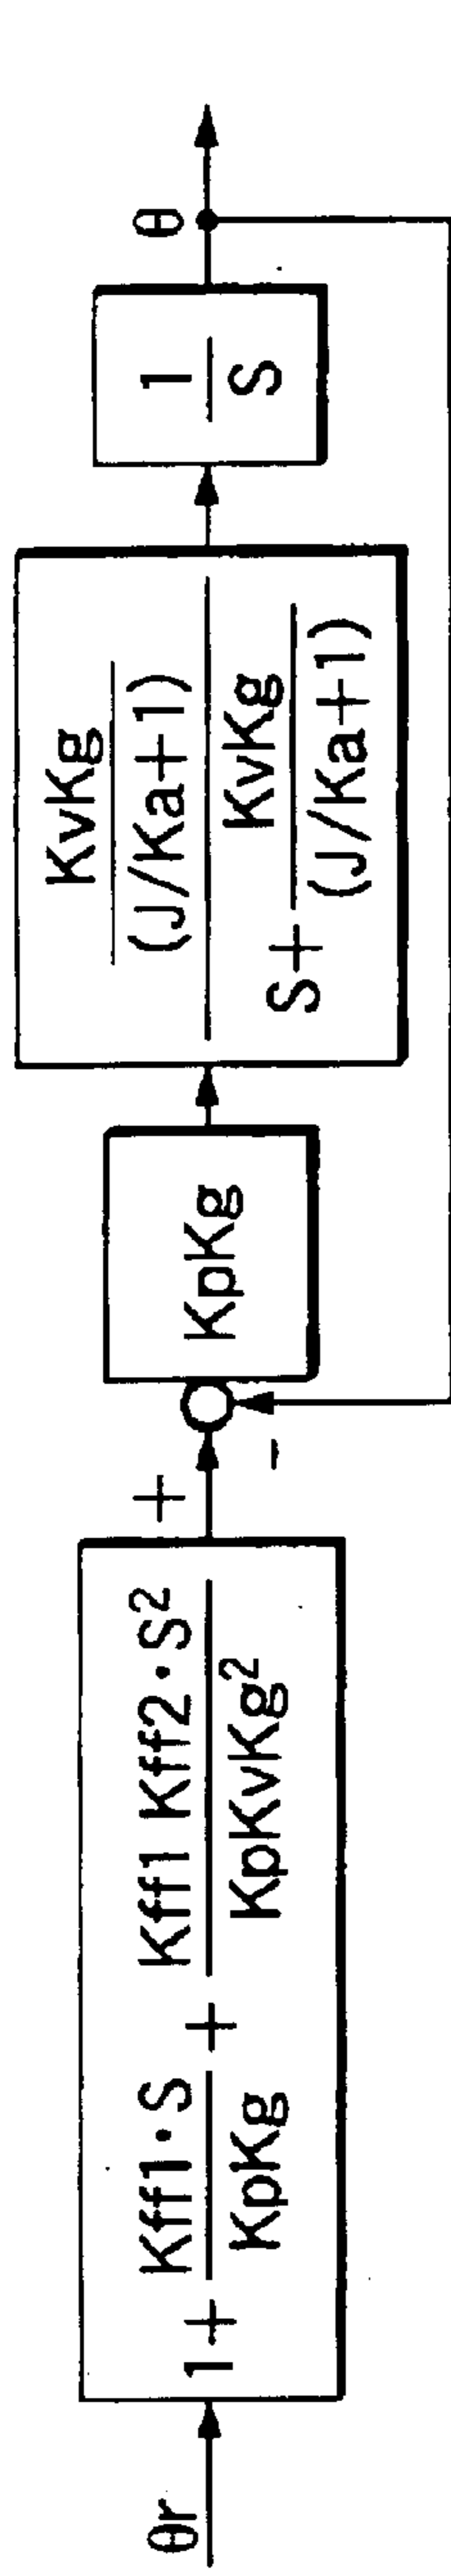 θr
1+ Kff1·S / KpKg + Kff1 Kff2·S² / KpKvKg²
+
-
KpKg
KvKg
(J/Ka+1)
S+ KvKg / (J/Ka+1)
1
S
θ